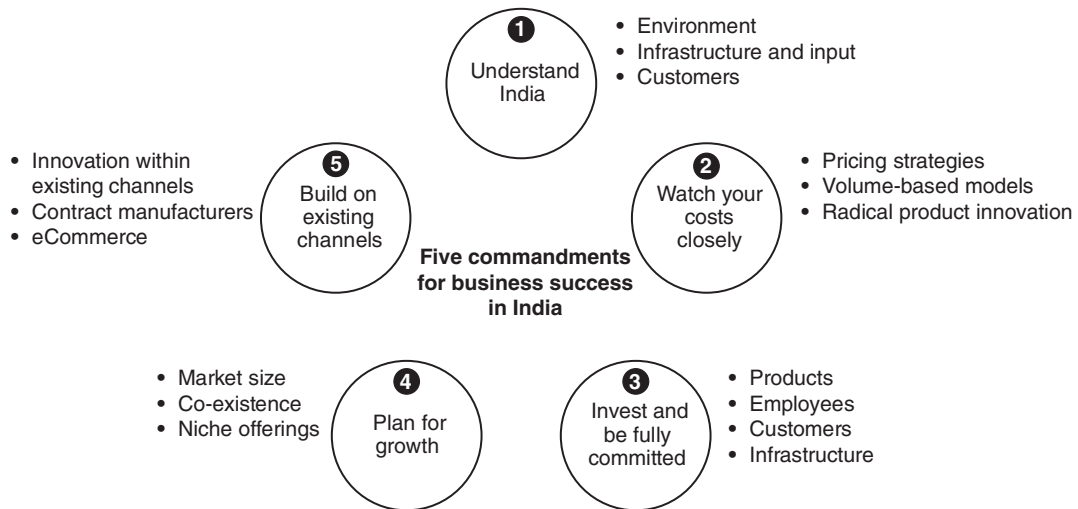 1
Understand
India
• Environment
• Infrastructure and input
• Customers
2
Watch your
costs
closely
• Pricing strategies
• Volume-based models
• Radical product innovation
3
Invest and
be fully
committed
• Products
• Employees
• Customers
• Infrastructure
4
Plan for
growth
• Market size
• Co-existence
• Niche offerings
5
Build on
existing
channels
• Innovation within
existing channels
• Contract manufacturers
• eCommerce
Five commandments
for business success
in India